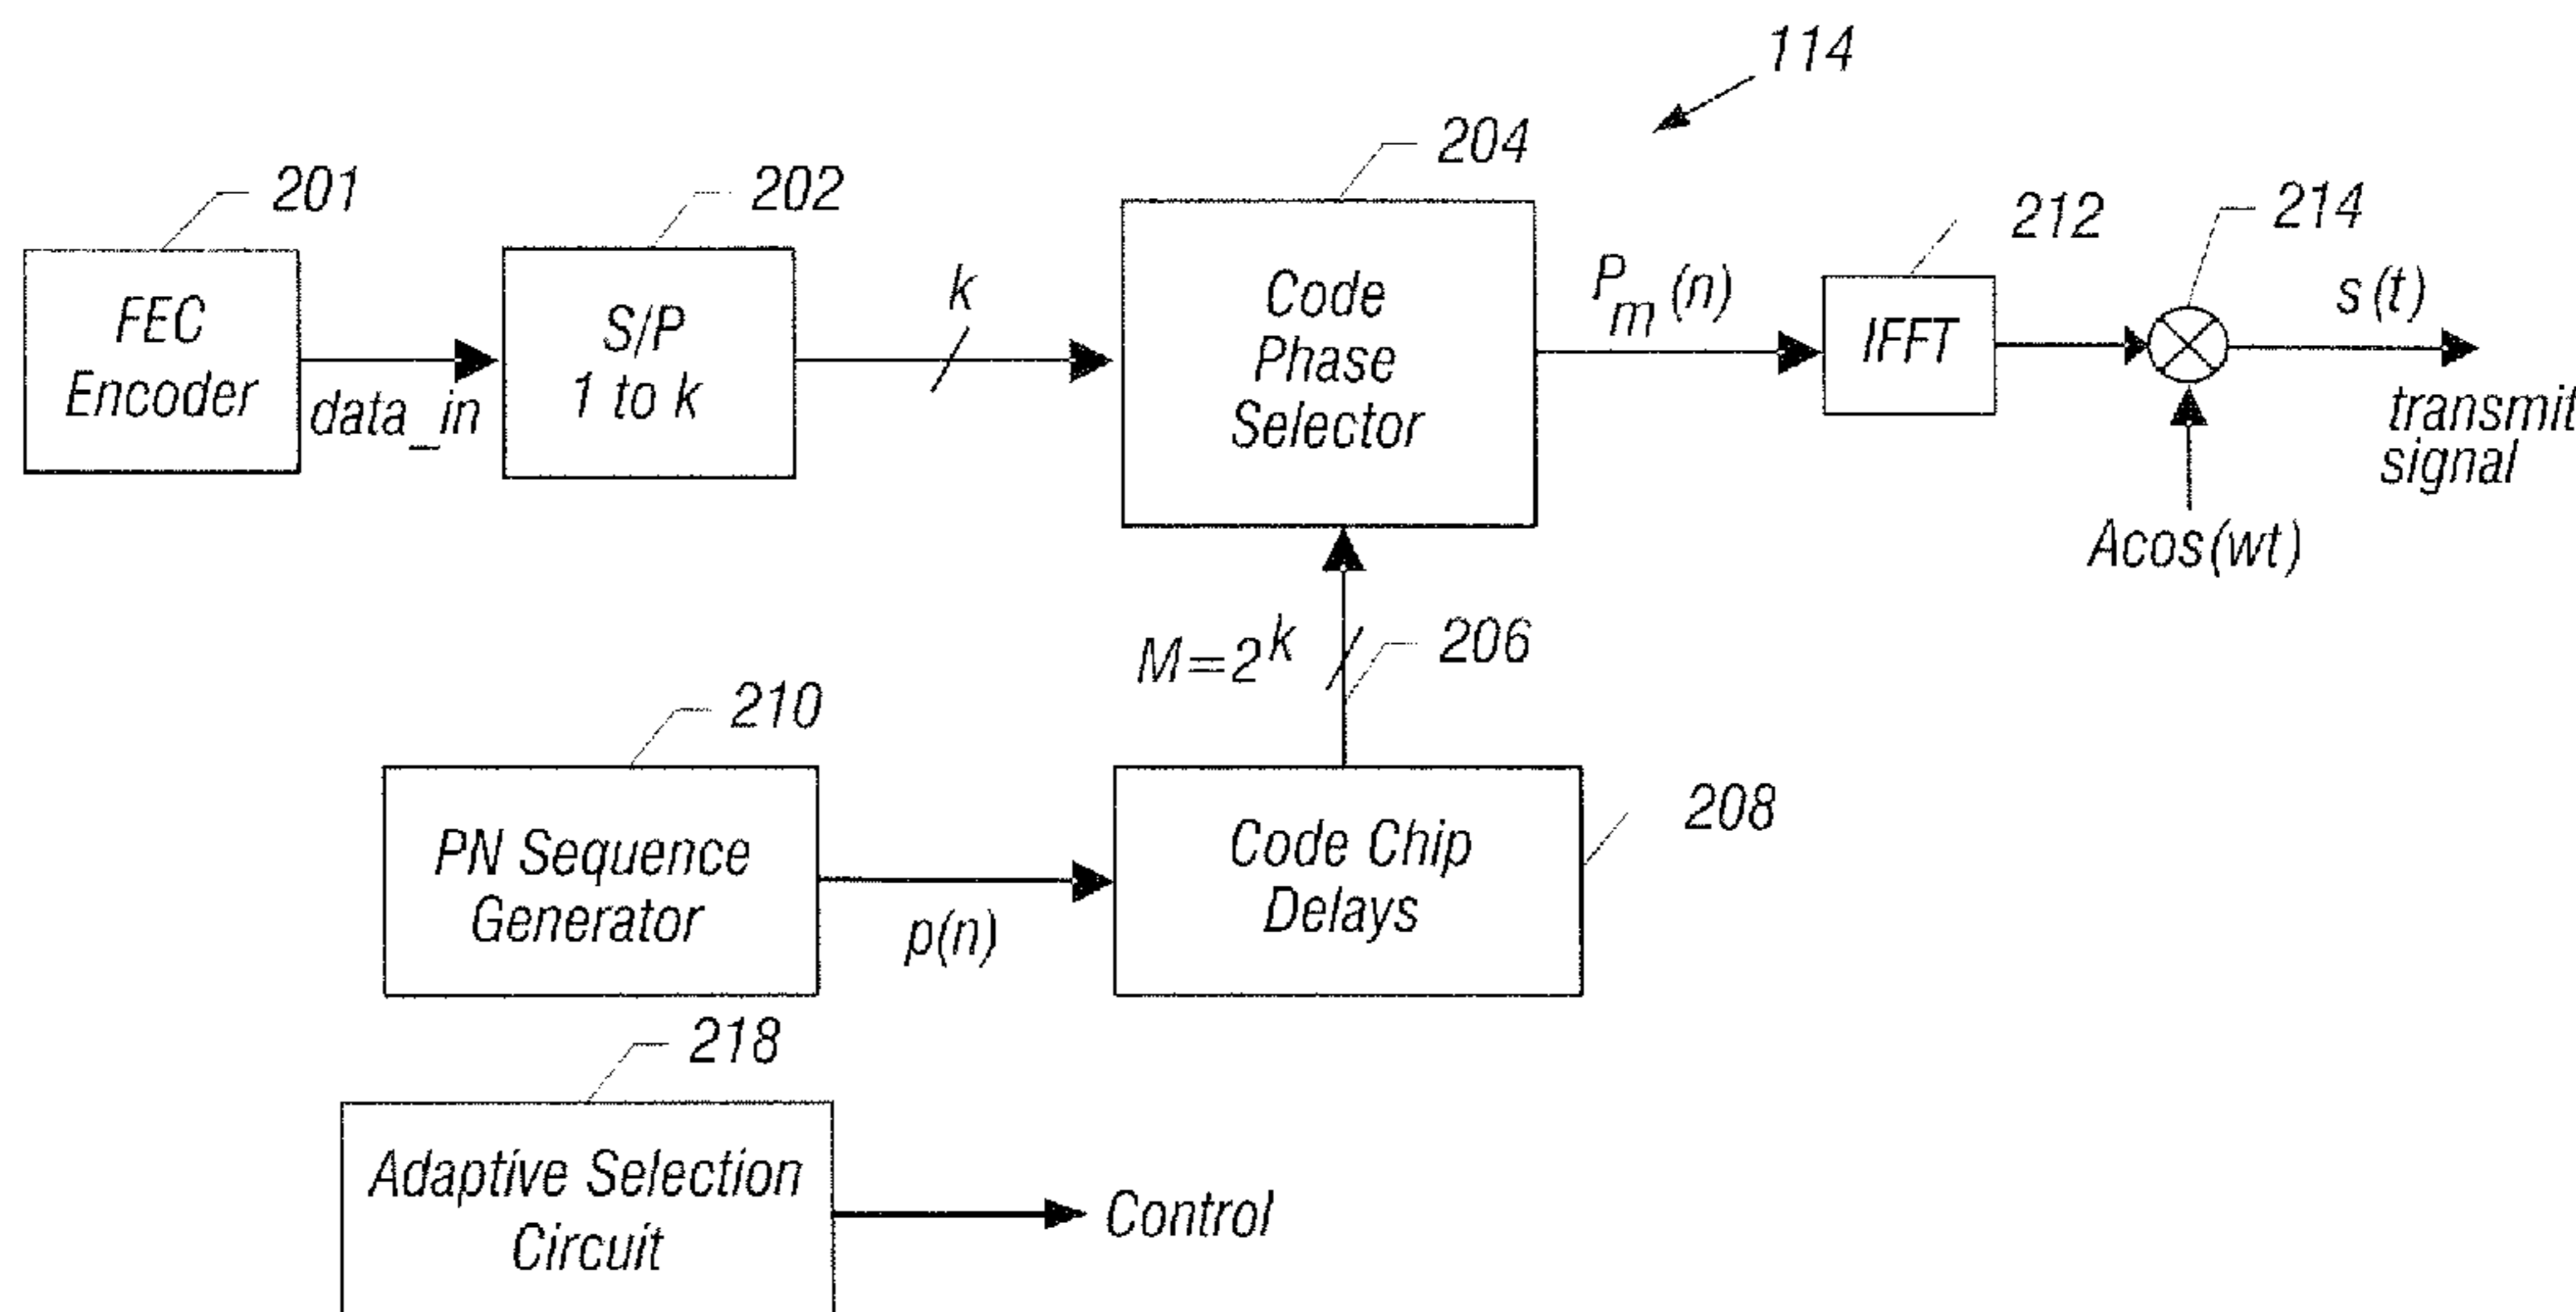 114
201
202
204
212
214
FEC
Encoder
data_in
S/P
1 to k
k
Code
Phase
Selector
P_m(n)
IFFT
s(t)
transmit
signal
Acos(wt)
M=2^k
206
210
208
PN Sequence
Generator
p(n)
Code Chip
Delays
218
Adaptive Selection
Circuit
Control